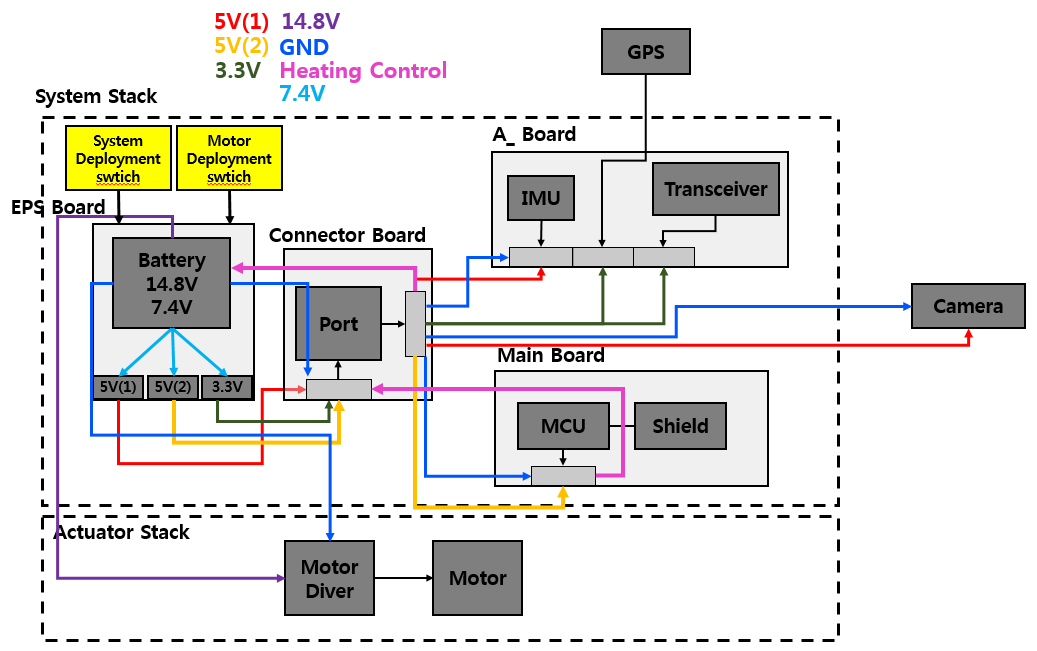 5V(1) 14.8V
5V(2) GND
3.3V Heating Control
7.4V
GPS
System Stack
System
Deployment
swtich
Motor
Deployment
swtich
A_ Board
IMU
Transceiver
EPS Board
Connector Board
Battery
14.8V
7.4V
Port
Camera
Main Board
5V(1)
5V(2)
3.3V
MCU
Shield
Actuator Stack
Motor
Diver
Motor